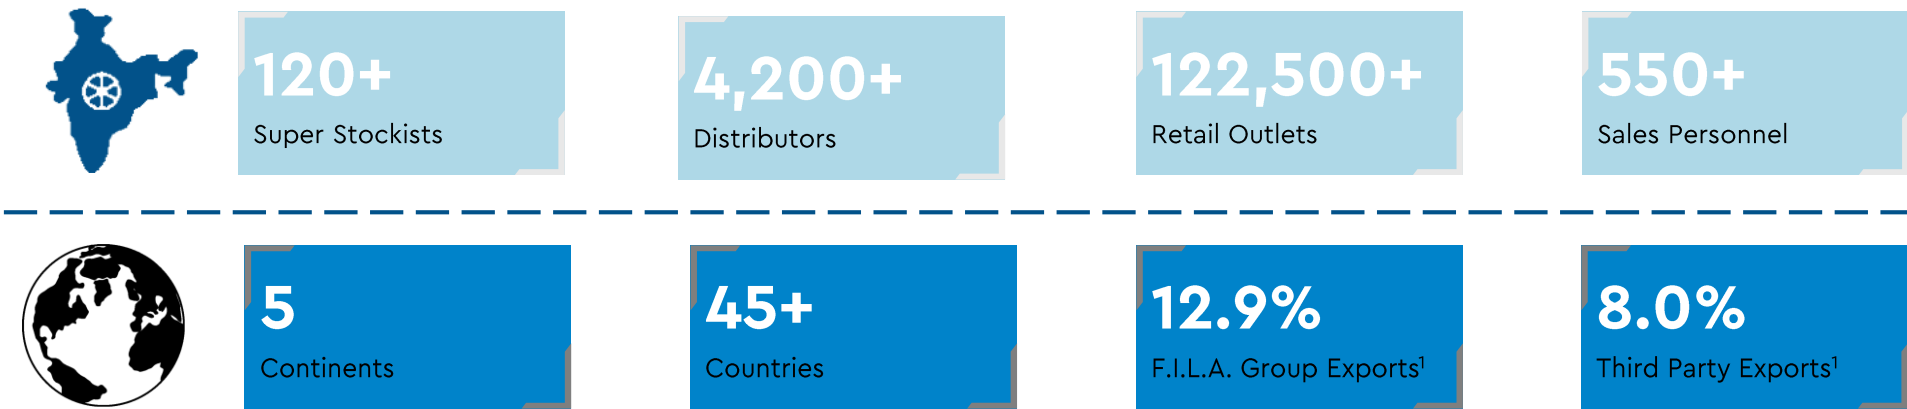 120+
Super Stockists
4,200+
Distributors
122,500+
Retail Outlets
550+
Sales Personnel
5
Continents
45+
Countries
12.9%
F.I.L.A. Group Exports¹
8.0%
Third Party Exports¹